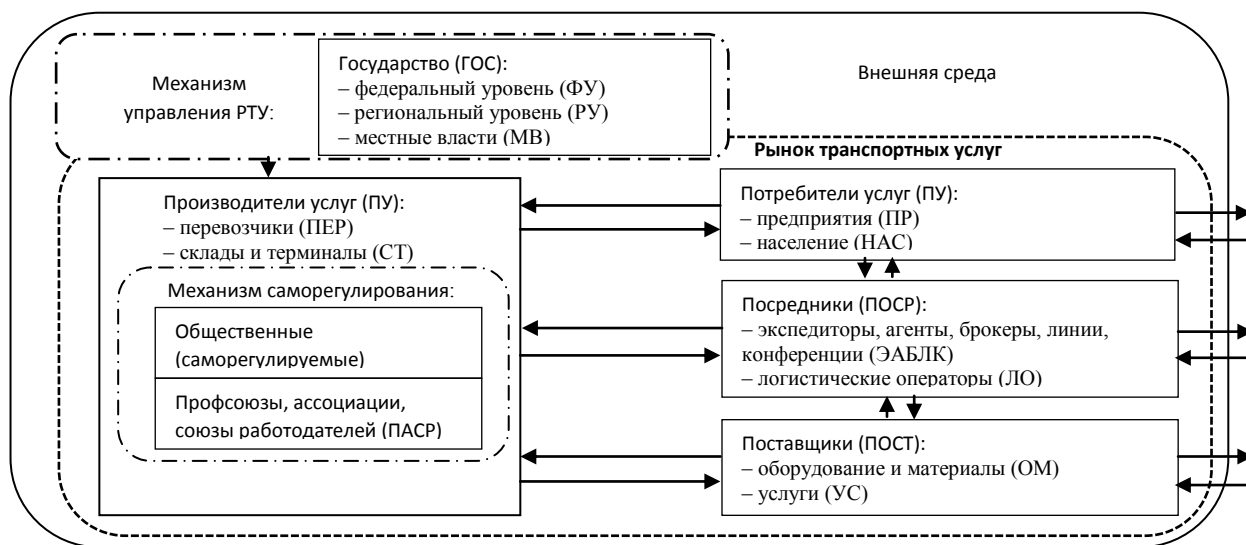 Механизм
управления РТУ:
Государство (ГОС):
– федеральный уровень (ФУ)
– региональный уровень (РУ)
– местные власти (МВ)
Внешняя среда
Рынок транспортных услуг
Производители услуг (ПУ):
– перевозчики (ПЕР)
– склады и терминалы (СТ)
Механизм саморегулирования:
Общественные
(саморегулируемые)
Профсоюзы, ассоциации,
союзы работодателей (ПАСР)
Потребители услуг (ПУ):
– предприятия (ПР)
– население (НАС)
Посредники (ПОСР):
– экспедиторы, агенты, брокеры, линии,
конференции (ЭАБЛК)
– логистические операторы (ЛО)
Поставщики (ПОСТ):
– оборудование и материалы (ОМ)
– услуги (УС)